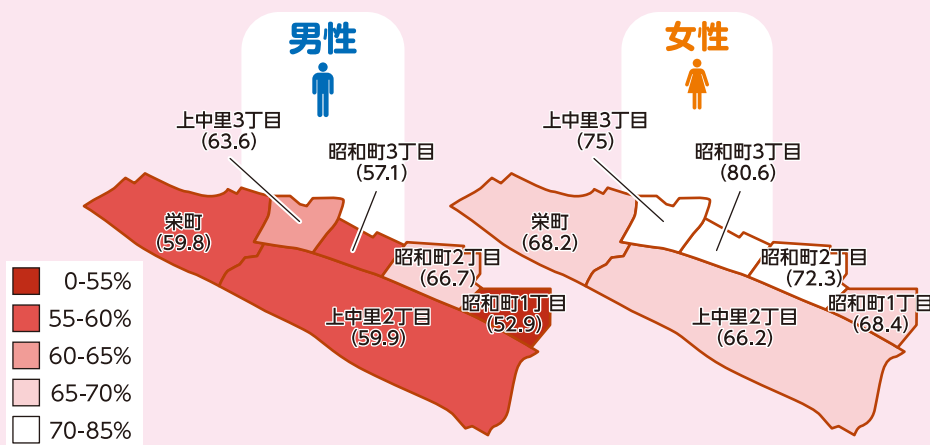 男性
上中里3丁目
(63.6)
昭和町3丁目
(57.1)
栄町
(59.8)
昭和町2丁目
(66.7)
昭和町1丁目
(52.9)
上中里2丁目
(59.9)
女性
上中里3丁目
(75)
昭和町3丁目
(80.6)
栄町
(68.2)
昭和町2丁目
(72.3)
昭和町1丁目
(68.4)
上中里2丁目
(66.2)
0-55%
55-60%
60-65%
65-70%
70-85%